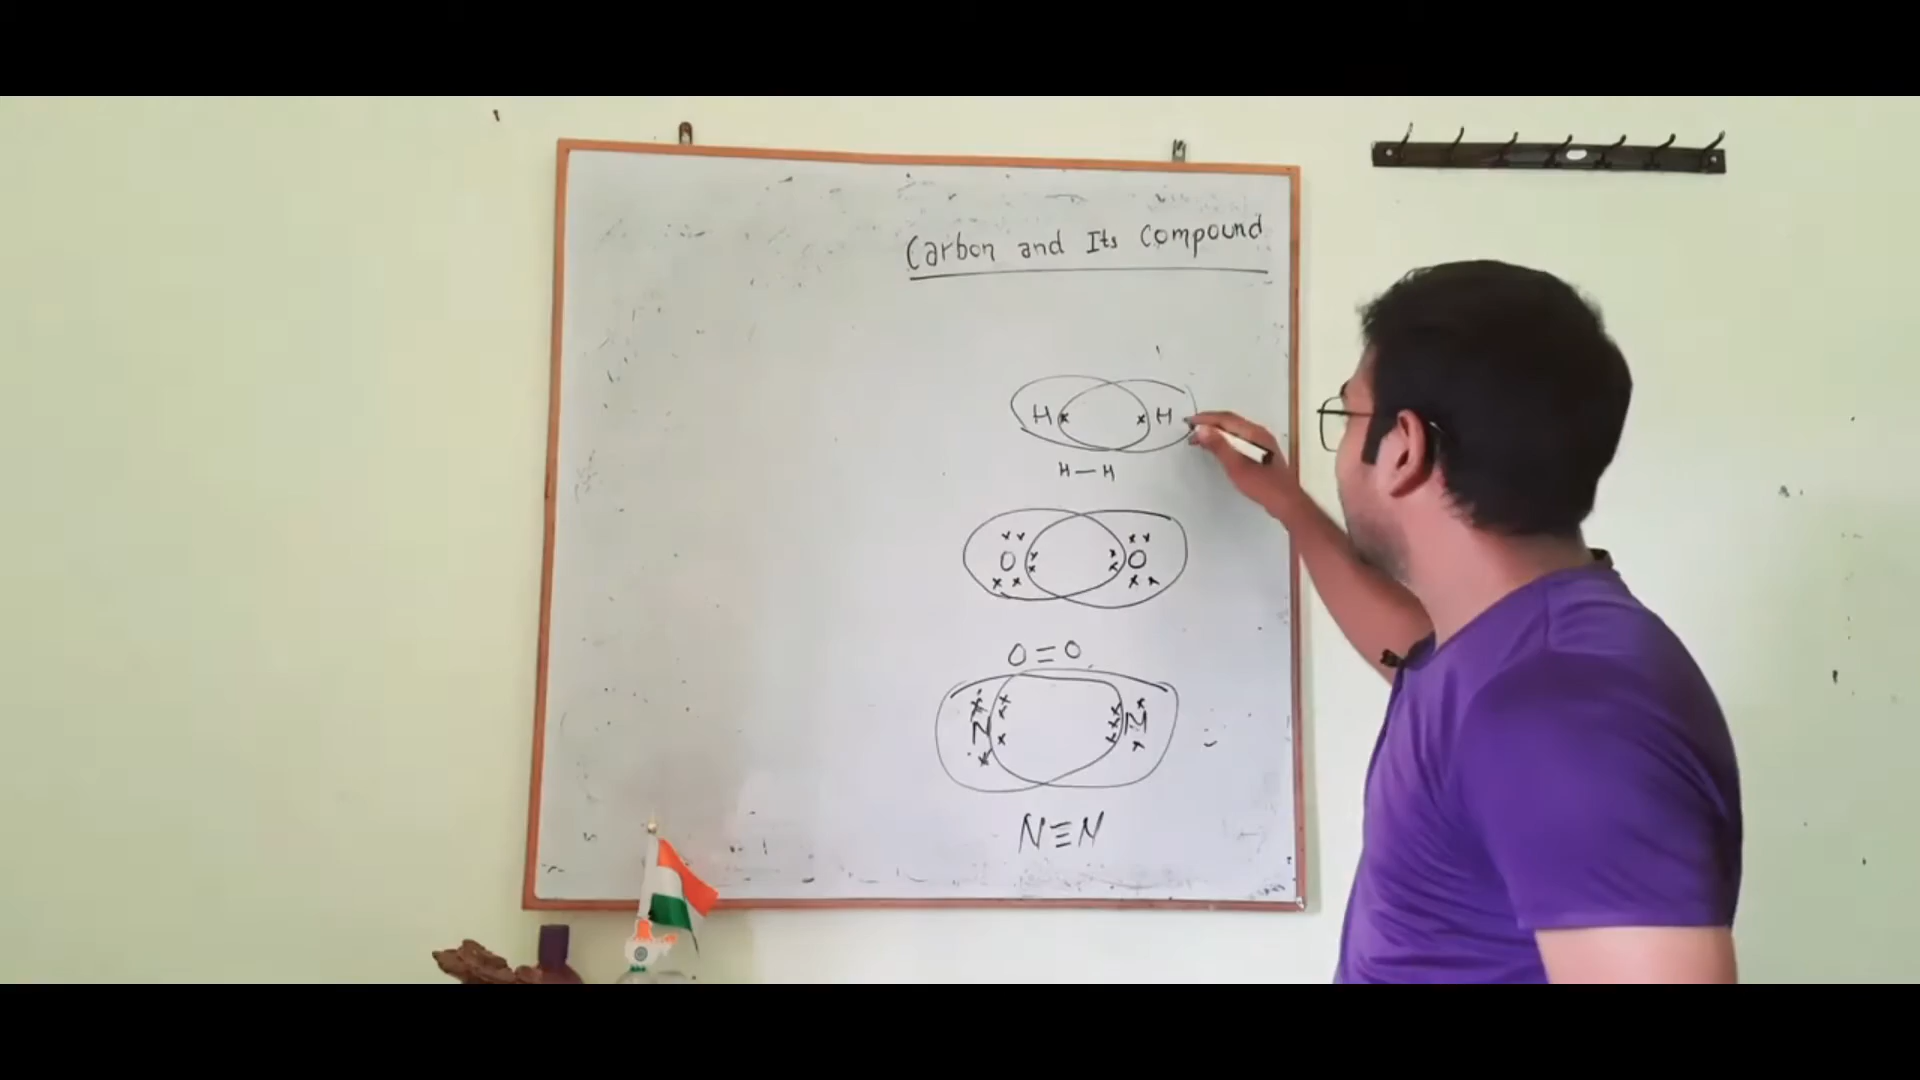 Carbon and Its Compound
H x x H
H — H
x x x x
O x x x x O
x x x x
O = O
x x x x
N x x x x N
x x x x
N ≡ N